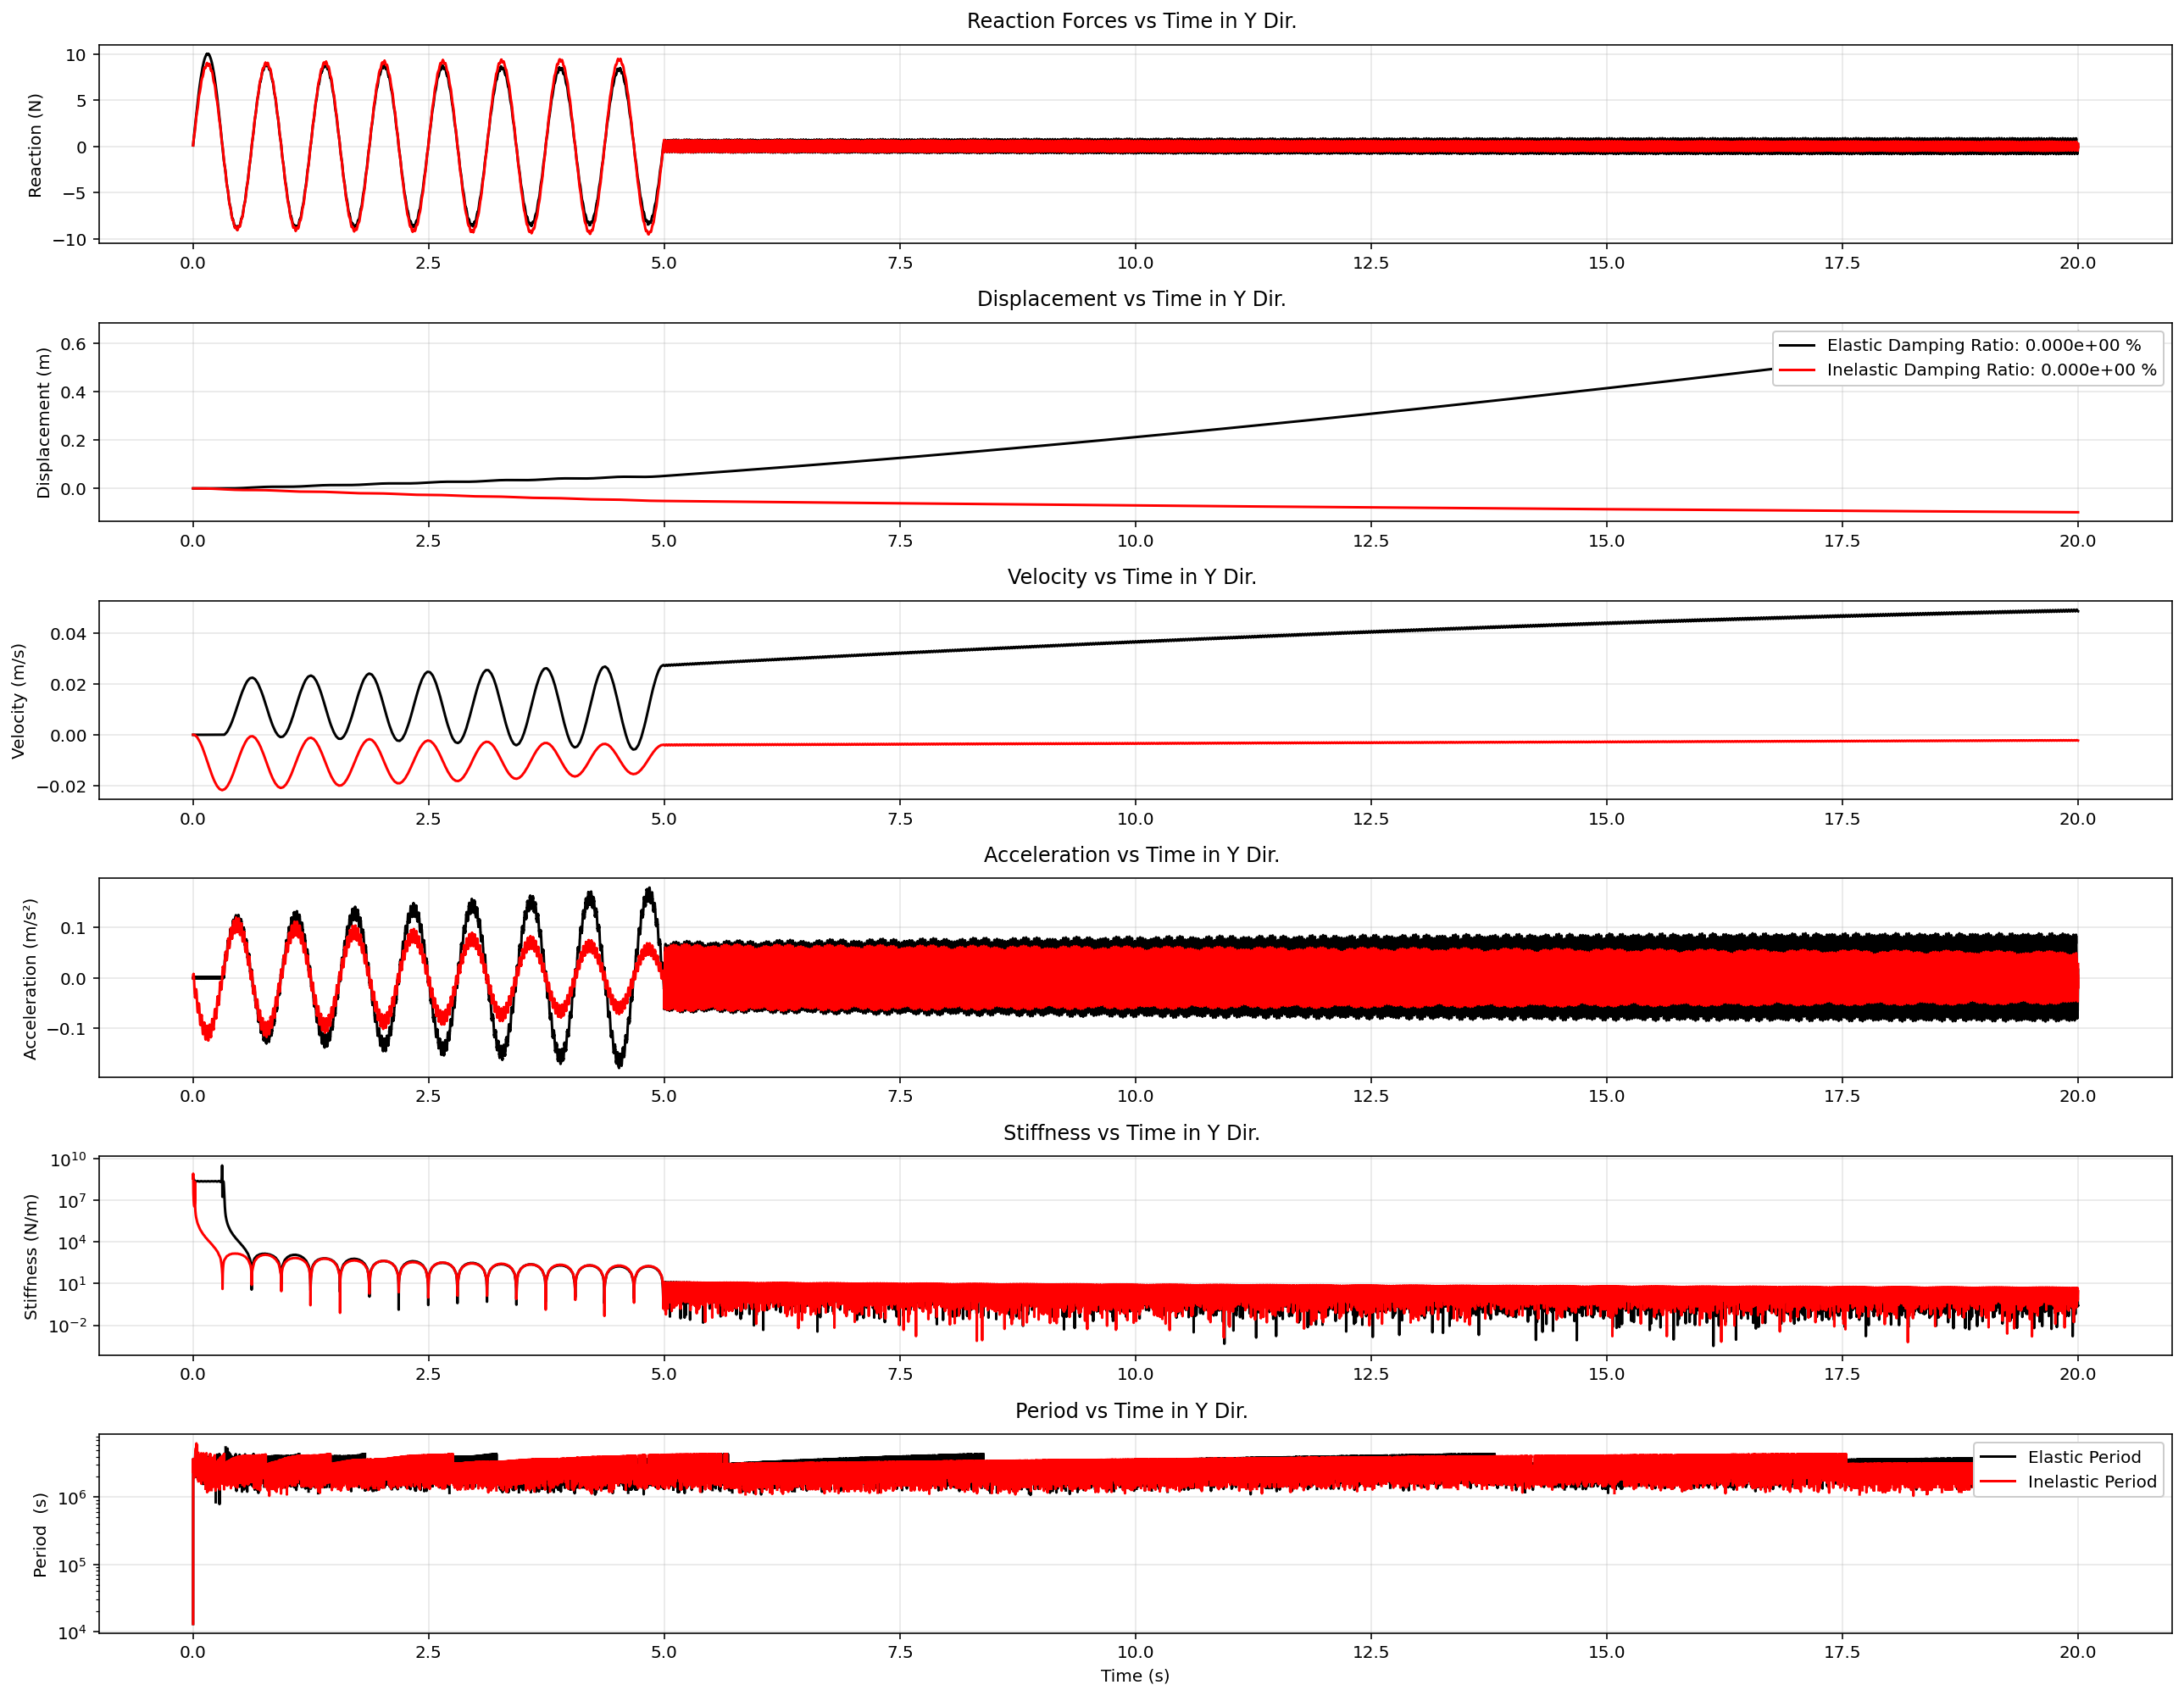 Reaction Forces vs Time in Y Dir.
Reaction (N)
10
5
0
−5
−10
0.0 2.5 5.0 7.5 10.0 12.5 15.0 17.5 20.0
Displacement vs Time in Y Dir.
Displacement (m)
0.6
0.4
0.2
0.0
Elastic Damping Ratio: 0.000e+00 %
Inelastic Damping Ratio: 0.000e+00 %
0.0 2.5 5.0 7.5 10.0 12.5 15.0 17.5 20.0
Velocity vs Time in Y Dir.
Velocity (m/s)
0.04
0.02
0.00
−0.02
0.0 2.5 5.0 7.5 10.0 12.5 15.0 17.5 20.0
Acceleration vs Time in Y Dir.
Acceleration (m/s²)
0.1
0.0
−0.1
0.0 2.5 5.0 7.5 10.0 12.5 15.0 17.5 20.0
Stiffness vs Time in Y Dir.
Stiffness (N/m)
10¹⁰
10⁷
10⁴
10¹
10⁻²
0.0 2.5 5.0 7.5 10.0 12.5 15.0 17.5 20.0
Period vs Time in Y Dir.
Period (s)
10⁶
10⁵
10⁴
Elastic Period
Inelastic Period
0.0 2.5 5.0 7.5 10.0 12.5 15.0 17.5 20.0
Time (s)